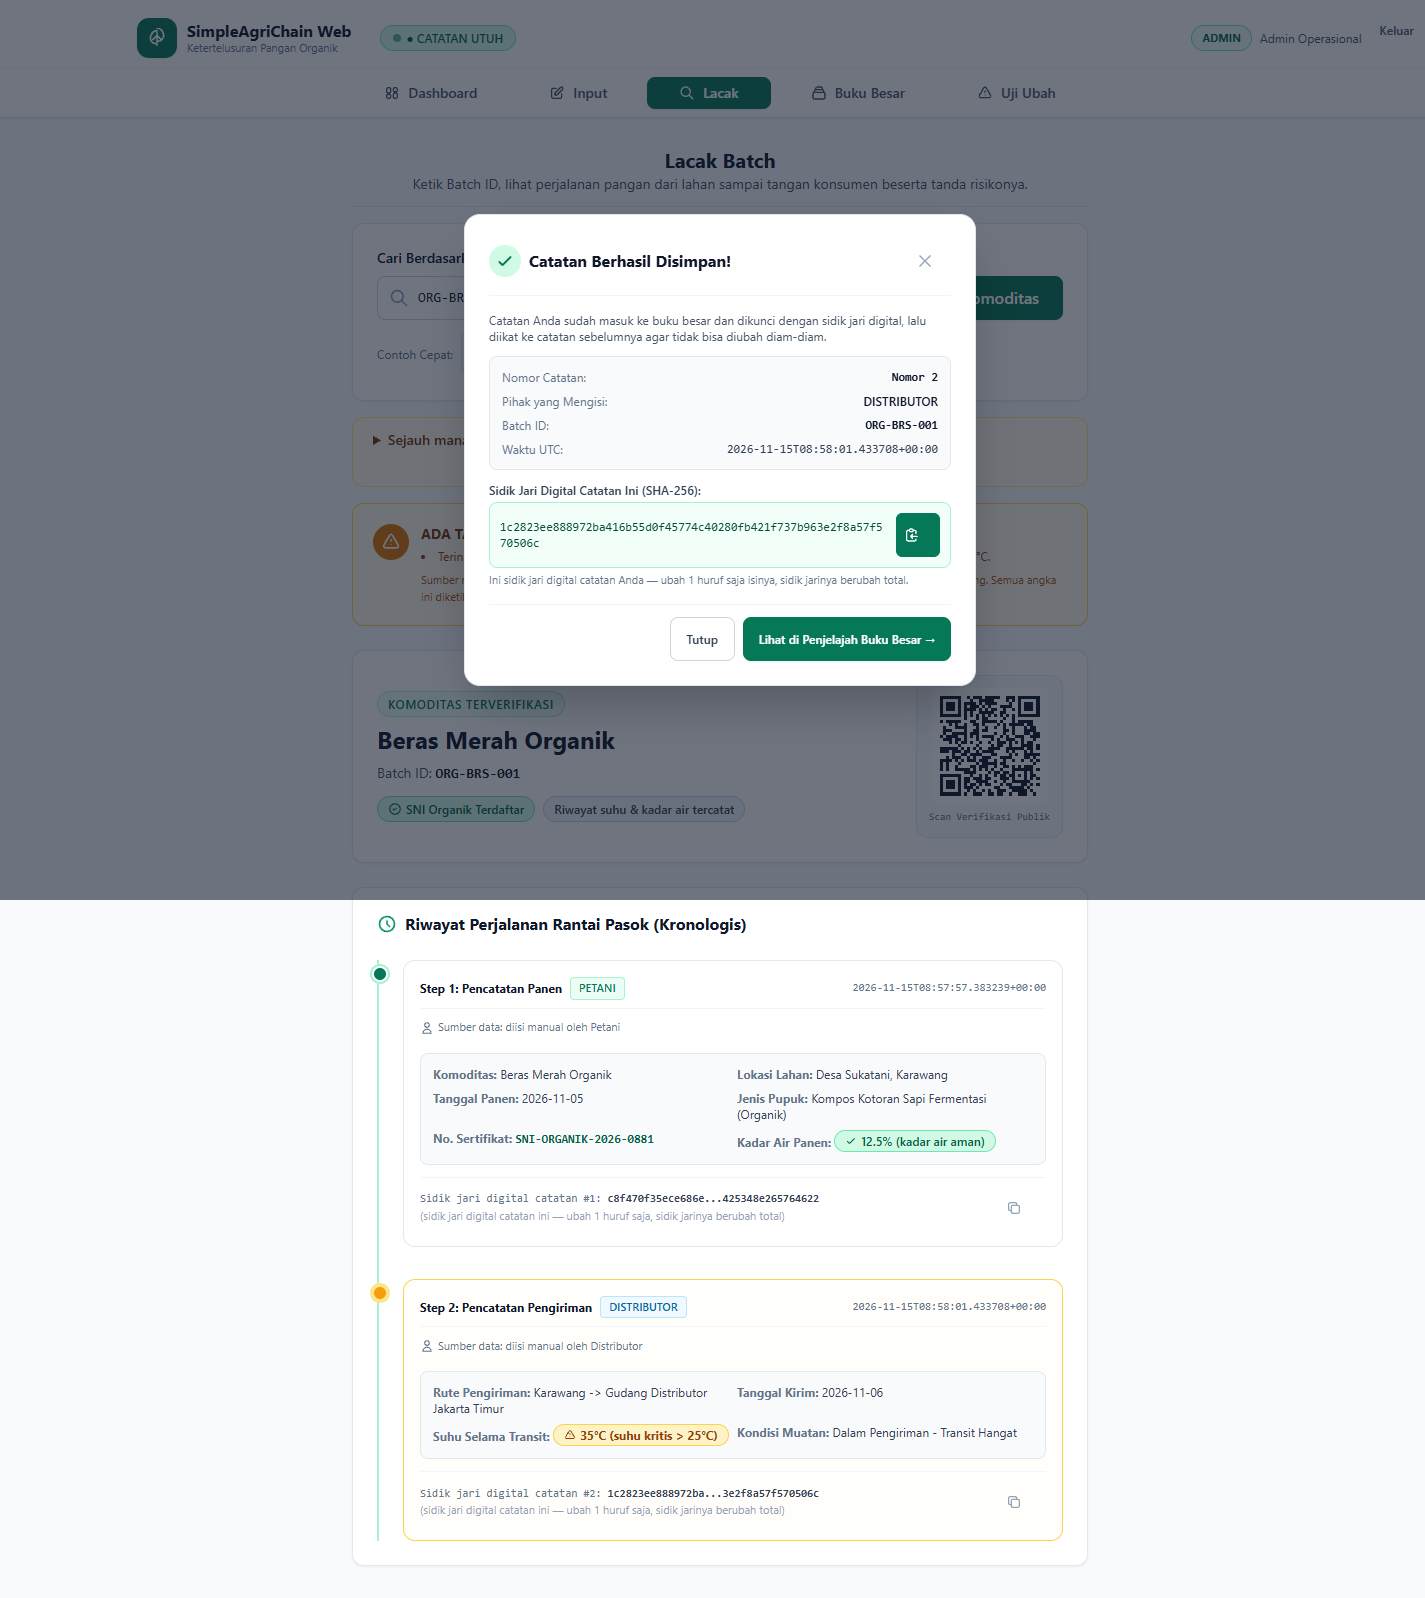 SimpleAgriChain Web
Ketertelusuran Pangan Organik
● CATATAN UTUH
ADMIN
Admin Operasional
Keluar
Dashboard
Input
Lacak
Buku Besar
Uji Ubah
Lacak Batch
Ketik Batch ID, lihat perjalanan pangan dari lahan sampai tangan konsumen beserta tanda risikonya.
Cari Berdasar
ORG-BR
omoditas
Contoh Cepat:
Sejauh mana
ADA TA
Terin
°C.
Sumber
ng. Semua angka
ini diketi
Catatan Berhasil Disimpan!
Catatan Anda sudah masuk ke buku besar dan dikunci dengan sidik jari digital, lalu
diikat ke catatan sebelumnya agar tidak bisa diubah diam-diam.
Nomor Catatan:
Nomor 2
Pihak yang Mengisi:
DISTRIBUTOR
Batch ID:
ORG-BRS-001
Waktu UTC:
2026-11-15T08:58:01.433708+00:00
Sidik Jari Digital Catatan Ini (SHA-256):
1c2823ee888972ba416b55d0f45774c40280fb421f737b963e2f8a57f5
70506c
Ini sidik jari digital catatan Anda — ubah 1 huruf saja isinya, sidik jarinya berubah total.
Tutup
Lihat di Penjelajah Buku Besar →
KOMODITAS TERVERIFIKASI
Beras Merah Organik
Batch ID: ORG-BRS-001
SNI Organik Terdaftar
Riwayat suhu & kadar air tercatat
Scan Verifikasi Publik
Riwayat Perjalanan Rantai Pasok (Kronologis)
Step 1: Pencatatan Panen
PETANI
2026-11-15T08:57:57.383239+00:00
Sumber data: diisi manual oleh Petani
Komoditas: Beras Merah Organik
Lokasi Lahan: Desa Sukatani, Karawang
Tanggal Panen: 2026-11-05
Jenis Pupuk: Kompos Kotoran Sapi Fermentasi
(Organik)
No. Sertifikat: SNI-ORGANIK-2026-0881
Kadar Air Panen: 12.5% (kadar air aman)
Sidik jari digital catatan #1: c8f470f35ece686e...425348e265764622
(sidik jari digital catatan ini — ubah 1 huruf saja, sidik jarinya berubah total)
Step 2: Pencatatan Pengiriman
DISTRIBUTOR
2026-11-15T08:58:01.433708+00:00
Sumber data: diisi manual oleh Distributor
Rute Pengiriman: Karawang -> Gudang Distributor
Jakarta Timur
Tanggal Kirim: 2026-11-06
Suhu Selama Transit: 35°C (suhu kritis > 25°C)
Kondisi Muatan: Dalam Pengiriman - Transit Hangat
Sidik jari digital catatan #2: 1c2823ee888972ba...3e2f8a57f570506c
(sidik jari digital catatan ini — ubah 1 huruf saja, sidik jarinya berubah total)